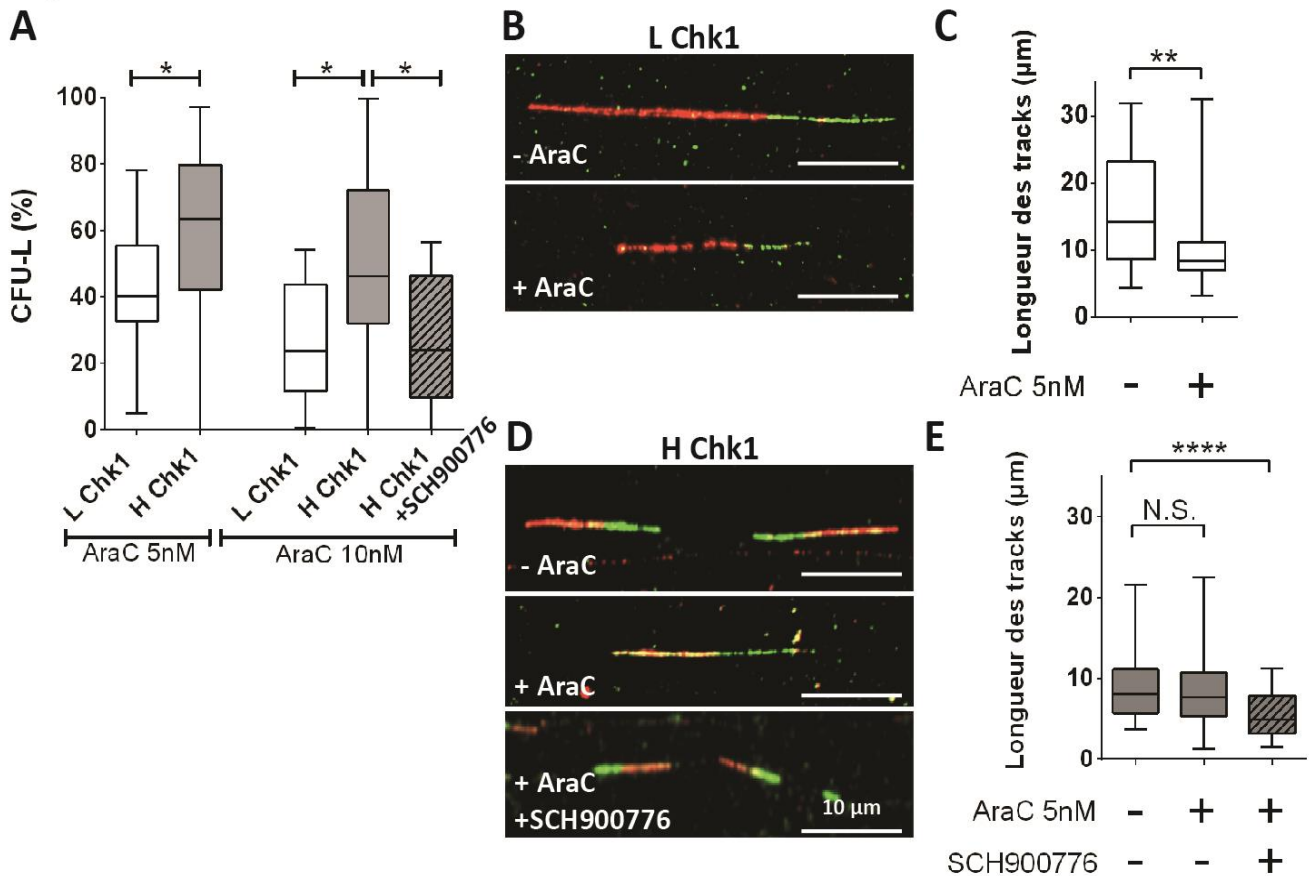 A
*
*
*
CFU-L (%)
100
80
60
40
20
0
L Chk1
H Chk1
L Chk1
H Chk1
H Chk1
+SCH900776
AraC 5nM
AraC 10nM
B
L Chk1
- AraC
+ AraC
C
**
Longueur des tracks (µm)
30
20
10
0
AraC 5nM
- +
D
H Chk1
- AraC
+ AraC
+ AraC
+SCH900776
10 µm
E
****
N.S.
Longueur des tracks (µm)
30
20
10
0
AraC 5nM - + +
SCH900776 - - +